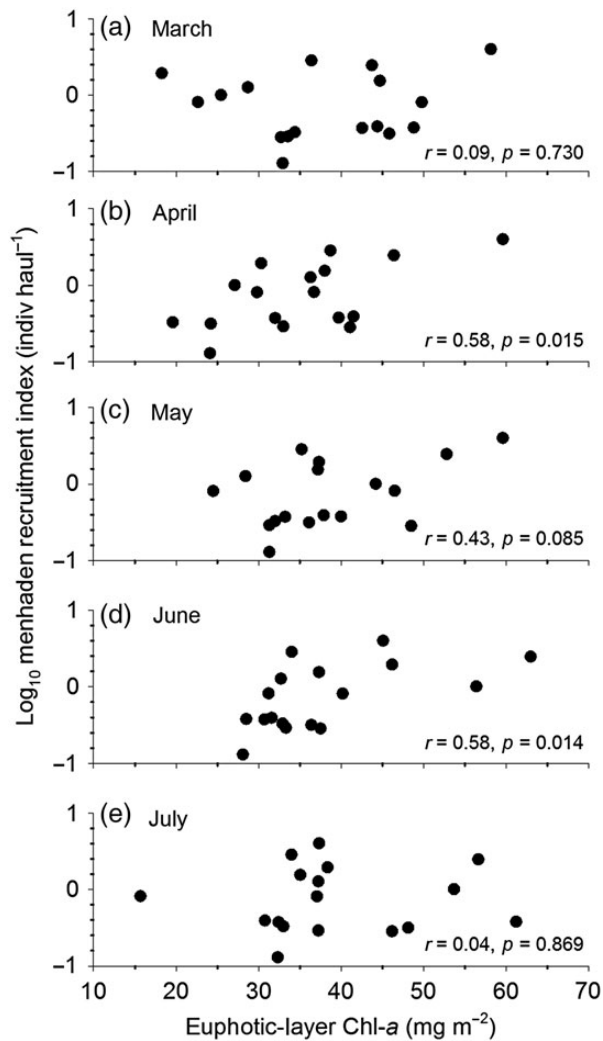 (a) March
1
0
−1
r = 0.09, p = 0.730
(b) April
1
0
−1
r = 0.58, p = 0.015
(c) May
1
0
−1
r = 0.43, p = 0.085
(d) June
1
0
−1
r = 0.58, p = 0.014
(e) July
1
0
−1
r = 0.04, p = 0.869
10 20 30 40 50 60 70
Euphotic-layer Chl-a (mg m⁻²)
Log₁₀ menhaden recruitment index (indiv haul⁻¹)